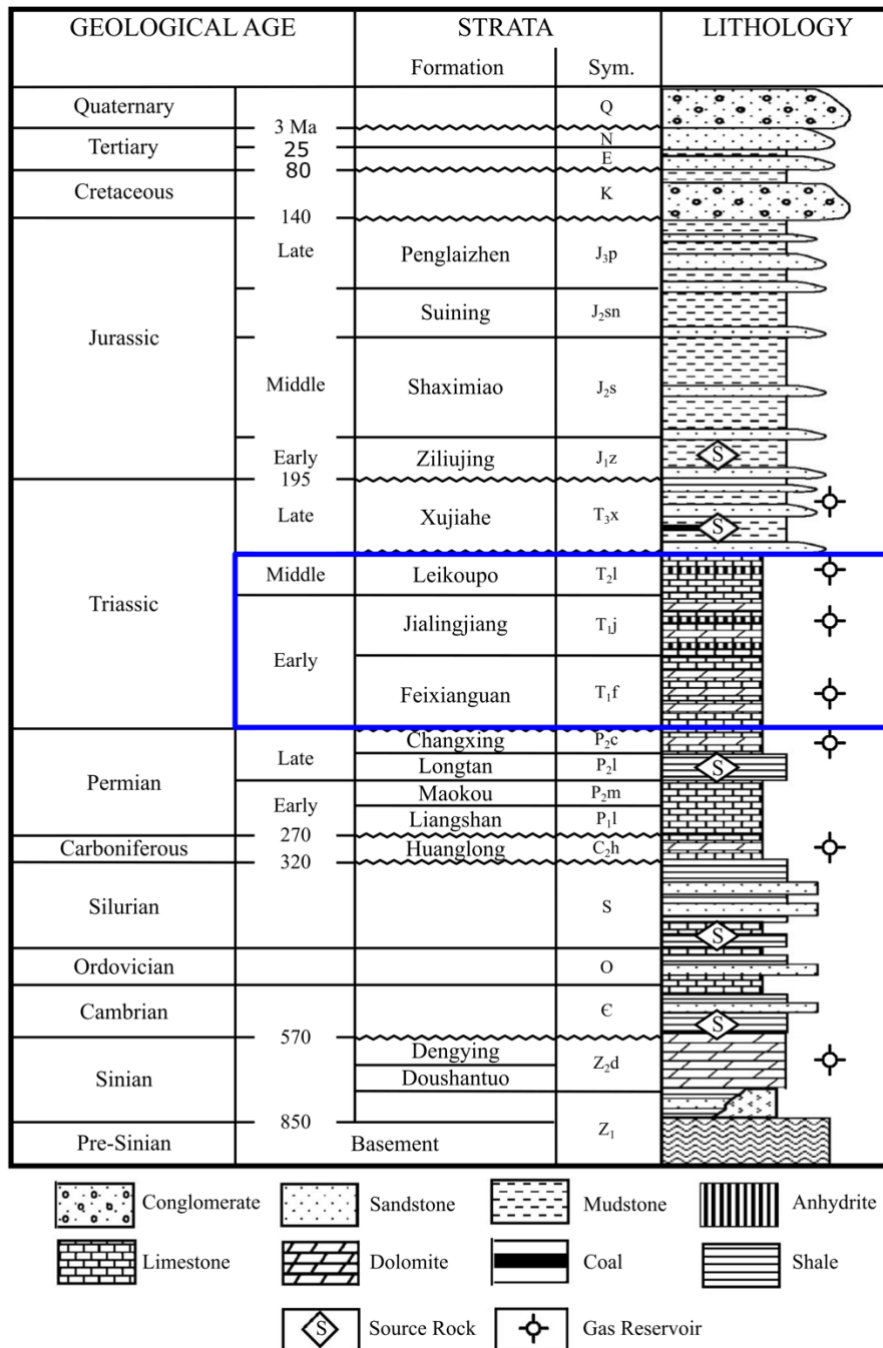 GEOLOGICAL AGE STRATA LITHOLOGY
Formation Sym.
Quaternary Q
3 Ma
Tertiary N
25
E
80
Cretaceous K
140
Late Penglaizhen J₃p
Suining J₂sn
Jurassic
Middle Shaximiao J₂s
Early Ziliujing J₁z S
195
Late Xujiahe T₃x S
Middle Leikoupo T₂l
Triassic
Jialingjiang T₁j
Early
Feixianguan T₁f
Changxing P₂c
Late
Longtan P₂l S
Permian
Maokou P₂m
Early
Liangshan P₁l
270
Carboniferous Huanglong C₂h
320
Silurian S S
Ordovician O
Cambrian Є S
570
Dengying
Sinian Z₂d
Doushantuo
850
Z₁
Pre-Sinian Basement
Conglomerate Sandstone Mudstone Anhydrite
Limestone Dolomite Coal Shale
S Source Rock Gas Reservoir